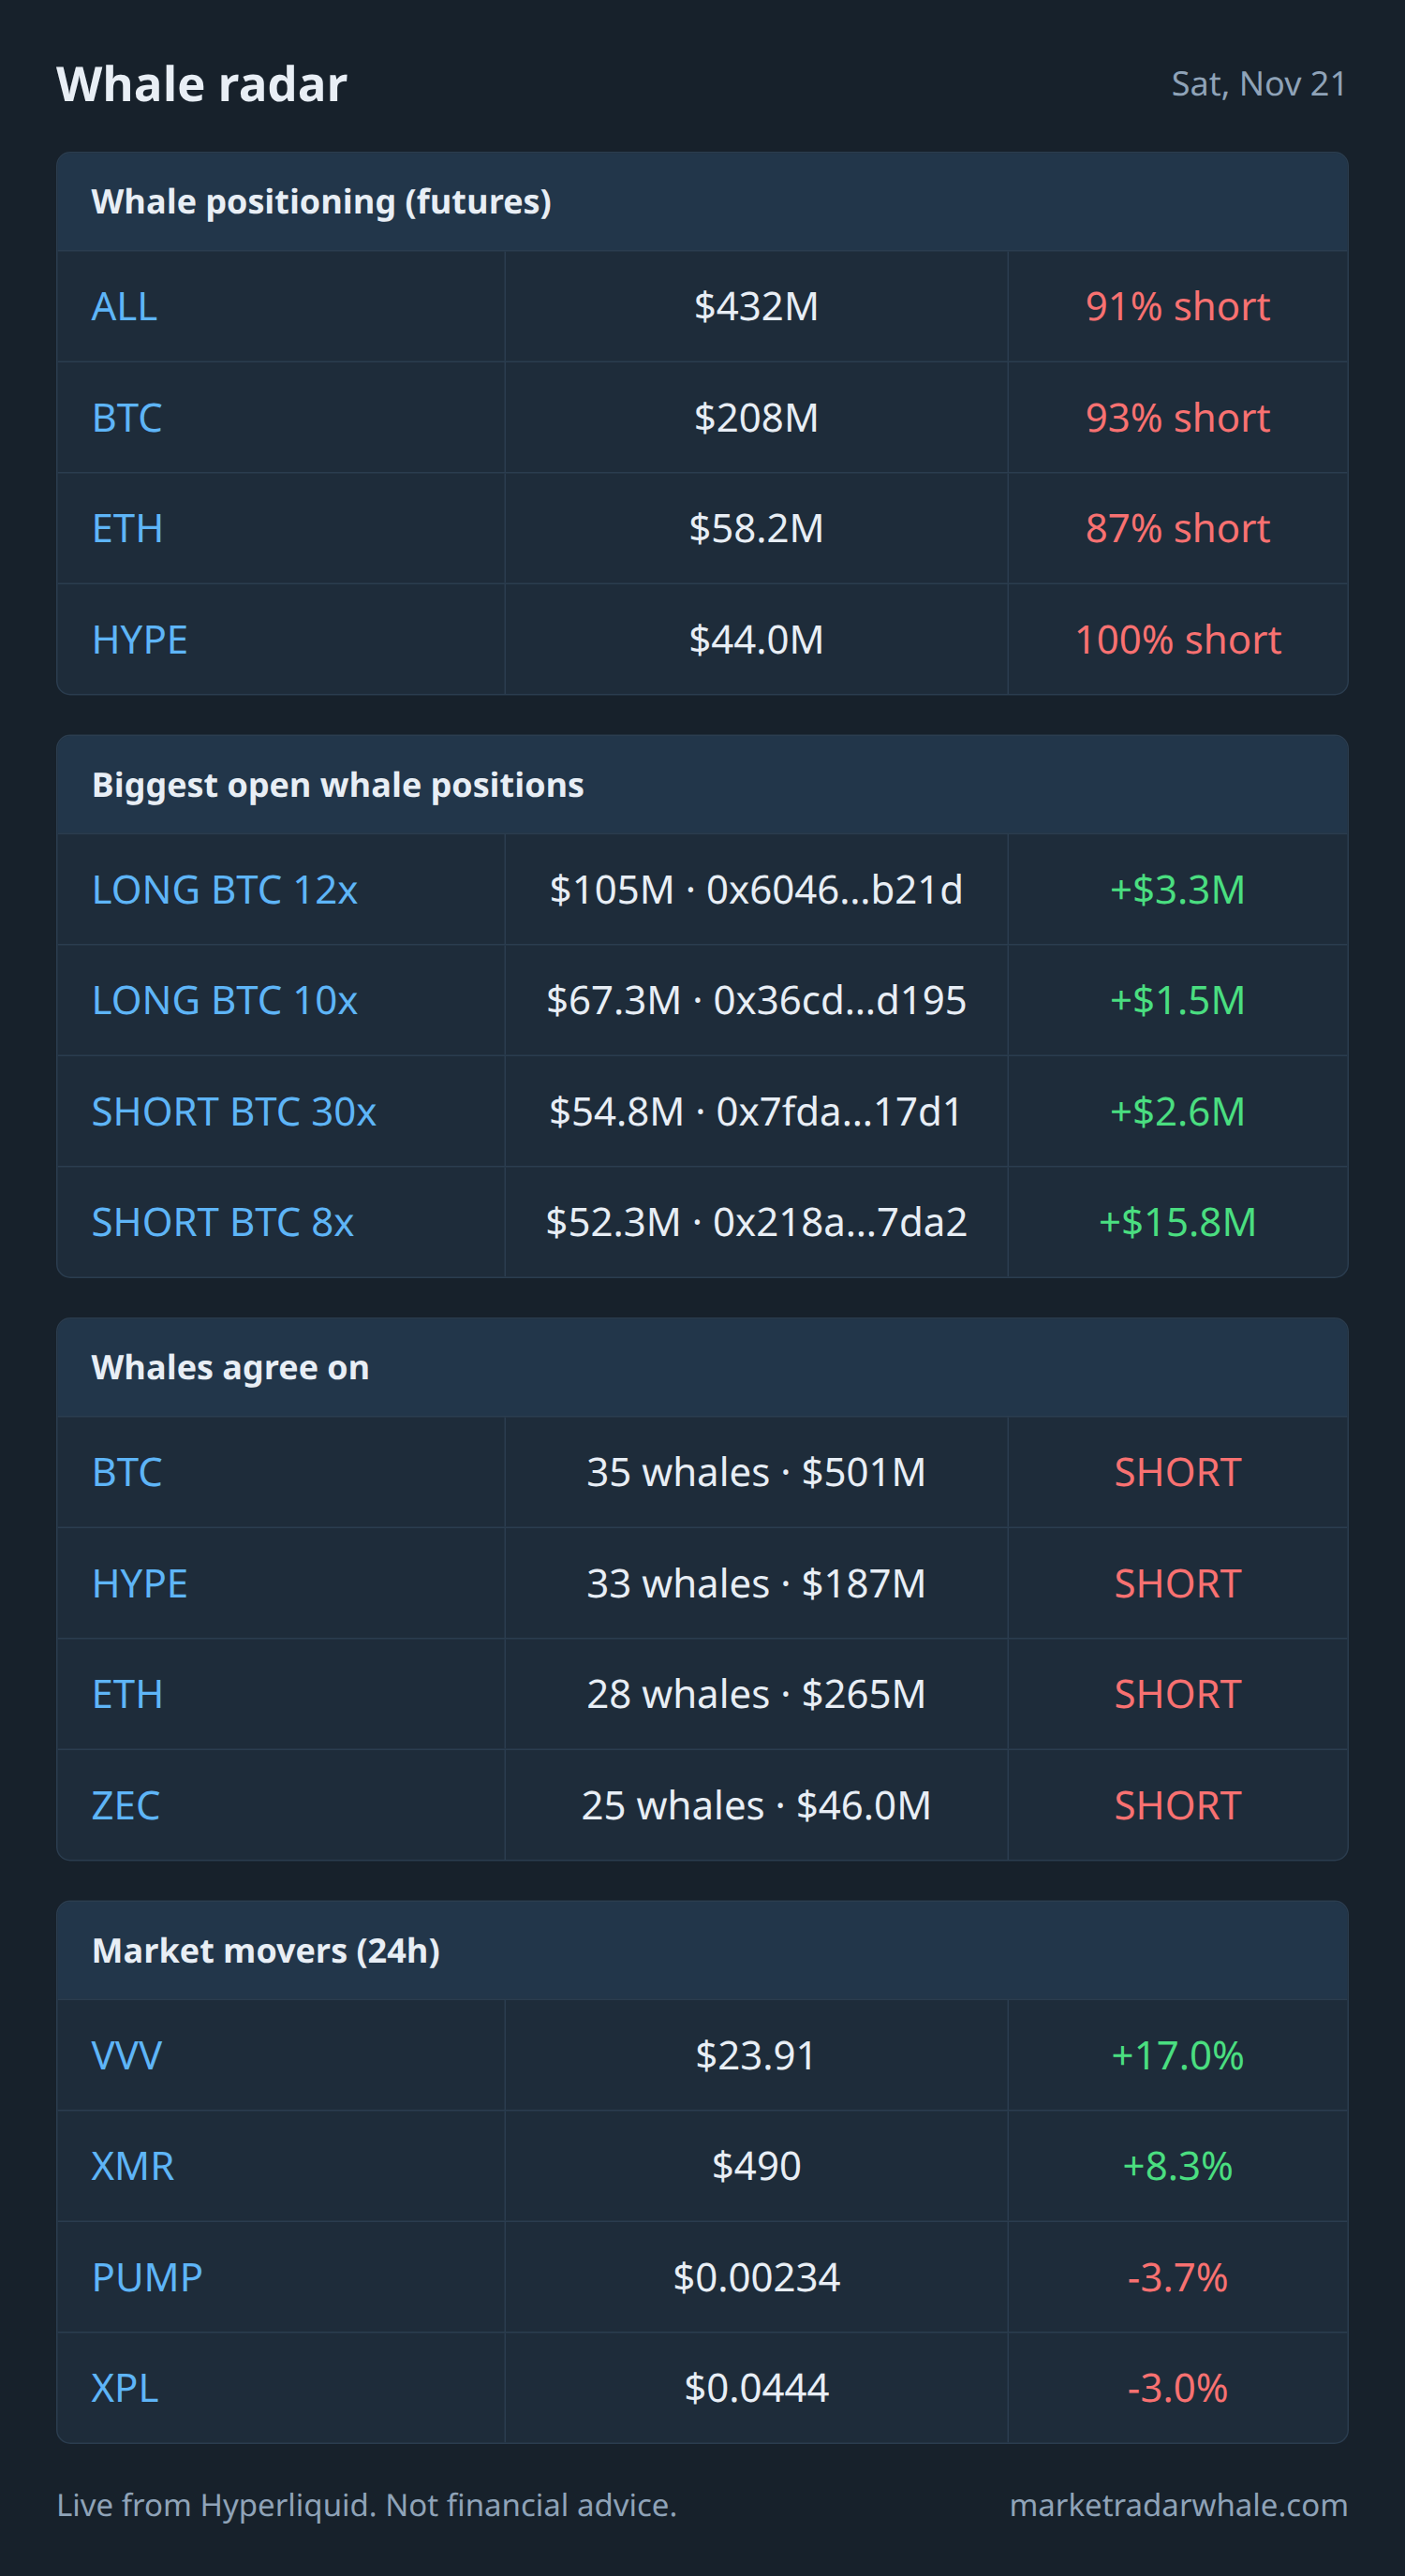 Whale radar
Sat, Nov 21
Whale positioning (futures)
ALL $432M 91% short
BTC $208M 93% short
ETH $58.2M 87% short
HYPE $44.0M 100% short
Biggest open whale positions
LONG BTC 12x $105M · 0x6046…b21d +$3.3M
LONG BTC 10x $67.3M · 0x36cd…d195 +$1.5M
SHORT BTC 30x $54.8M · 0x7fda…17d1 +$2.6M
SHORT BTC 8x $52.3M · 0x218a…7da2 +$15.8M
Whales agree on
BTC 35 whales · $501M SHORT
HYPE 33 whales · $187M SHORT
ETH 28 whales · $265M SHORT
ZEC 25 whales · $46.0M SHORT
Market movers (24h)
VVV $23.91 +17.0%
XMR $490 +8.3%
PUMP $0.00234 -3.7%
XPL $0.0444 -3.0%
Live from Hyperliquid. Not financial advice.
marketradarwhale.com